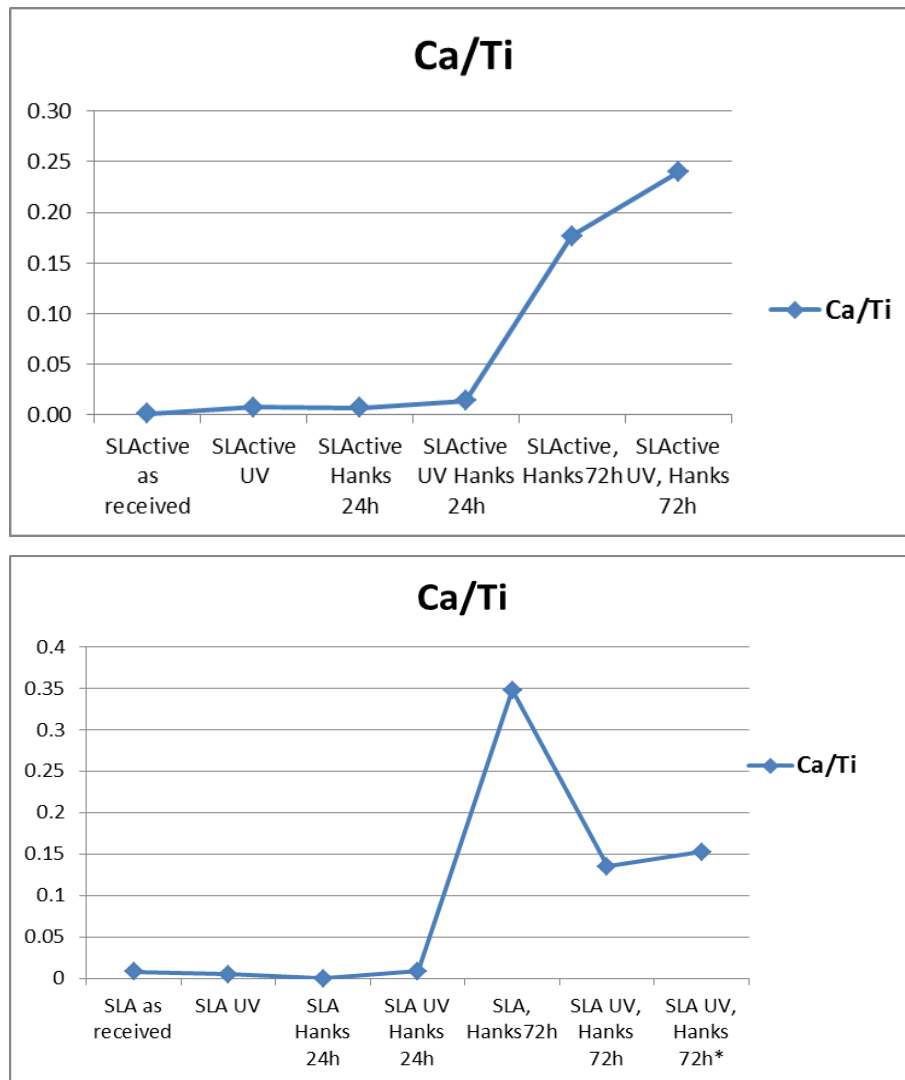 Ca/Ti
0.30
0.25
0.20
0.15
0.10
0.05
0.00
Ca/Ti
SLActive as received
SLActive UV
SLActive Hanks 24h
SLActive UV Hanks 24h
SLActive, Hanks72h
SLActive UV, Hanks 72h
Ca/Ti
0.4
0.35
0.3
0.25
0.2
0.15
0.1
0.05
0
Ca/Ti
SLA as received
SLA UV
SLA Hanks 24h
SLA UV Hanks 24h
SLA, Hanks72h
SLA UV, Hanks 72h
SLA UV, Hanks 72h*